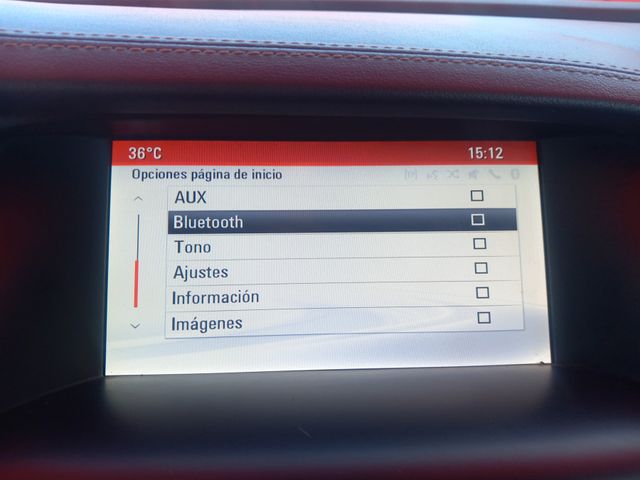 36°C 15:12
Opciones página de inicio
AUX
Bluetooth
Tono
Ajustes
Información
Imágenes